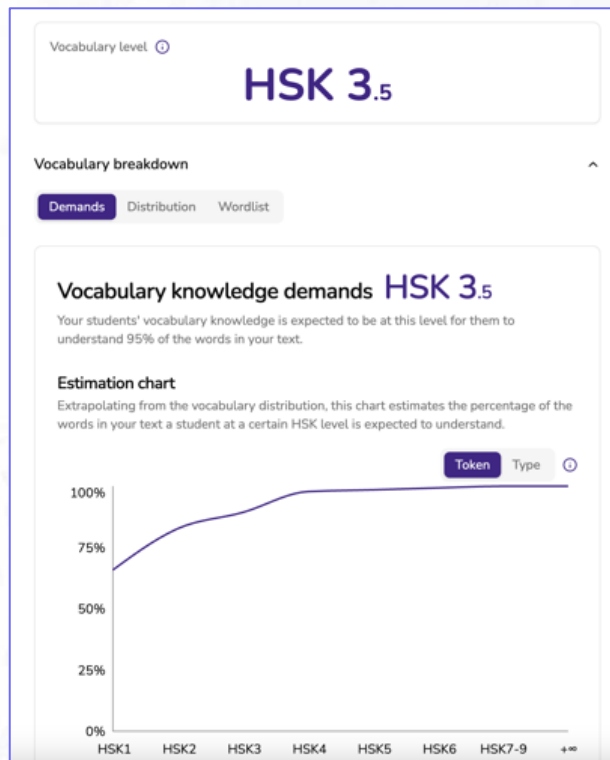 Vocabulary level
HSK 3.5
Vocabulary breakdown
Demands Distribution Wordlist
Vocabulary knowledge demands HSK 3.5
Your students' vocabulary knowledge is expected to be at this level for them to
understand 95% of the words in your text.
Estimation chart
Extrapolating from the vocabulary distribution, this chart estimates the percentage of the
words in your text a student at a certain HSK level is expected to understand.
Token Type
100%
75%
50%
25%
0%
HSK1 HSK2 HSK3 HSK4 HSK5 HSK6 HSK7-9 +∞